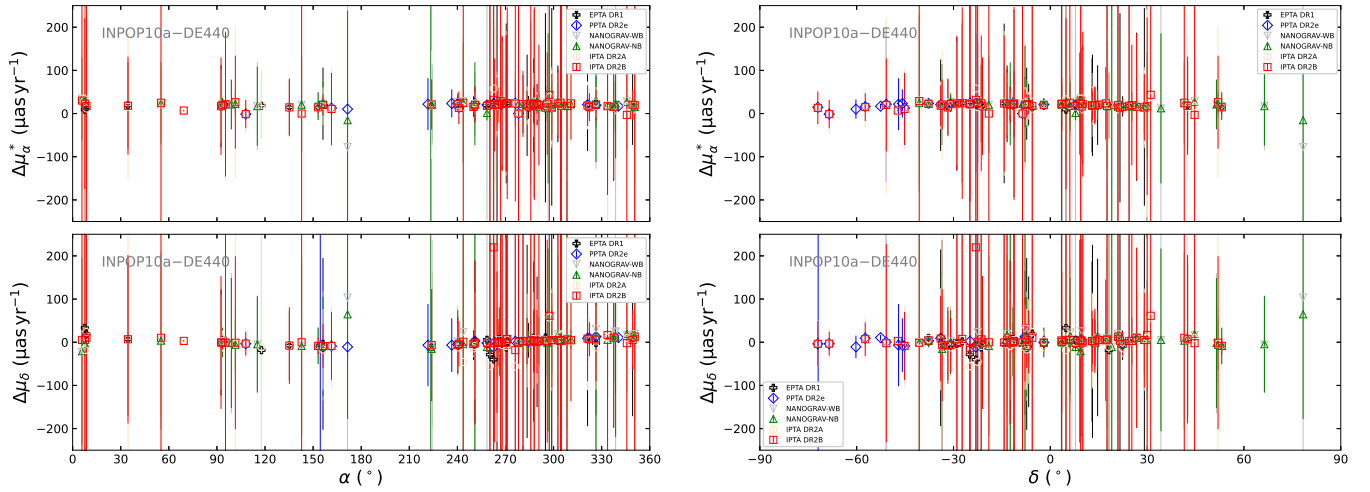 INPOP10a−DE440
EPTA DR1
PPTA DR2e
NANOGRAV-WB
NANOGRAV-NB
IPTA DR2A
IPTA DR2B
Δμα* (μas yr−1)
200
100
0
−100
−200
INPOP10a−DE440
EPTA DR1
PPTA DR2e
NANOGRAV-WB
NANOGRAV-NB
IPTA DR2A
IPTA DR2B
Δμδ (μas yr−1)
200
100
0
−100
−200
0 30 60 90 120 150 180 210 240 270 300 330 360
α (°)
INPOP10a−DE440
EPTA DR1
PPTA DR2e
NANOGRAV-WB
NANOGRAV-NB
IPTA DR2A
IPTA DR2B
Δμα* (μas yr−1)
200
100
0
−100
−200
INPOP10a−DE440
EPTA DR1
PPTA DR2e
NANOGRAV-WB
NANOGRAV-NB
IPTA DR2A
IPTA DR2B
Δμδ (μas yr−1)
200
100
0
−100
−200
−90 −60 −30 0 30 60 90
δ (°)